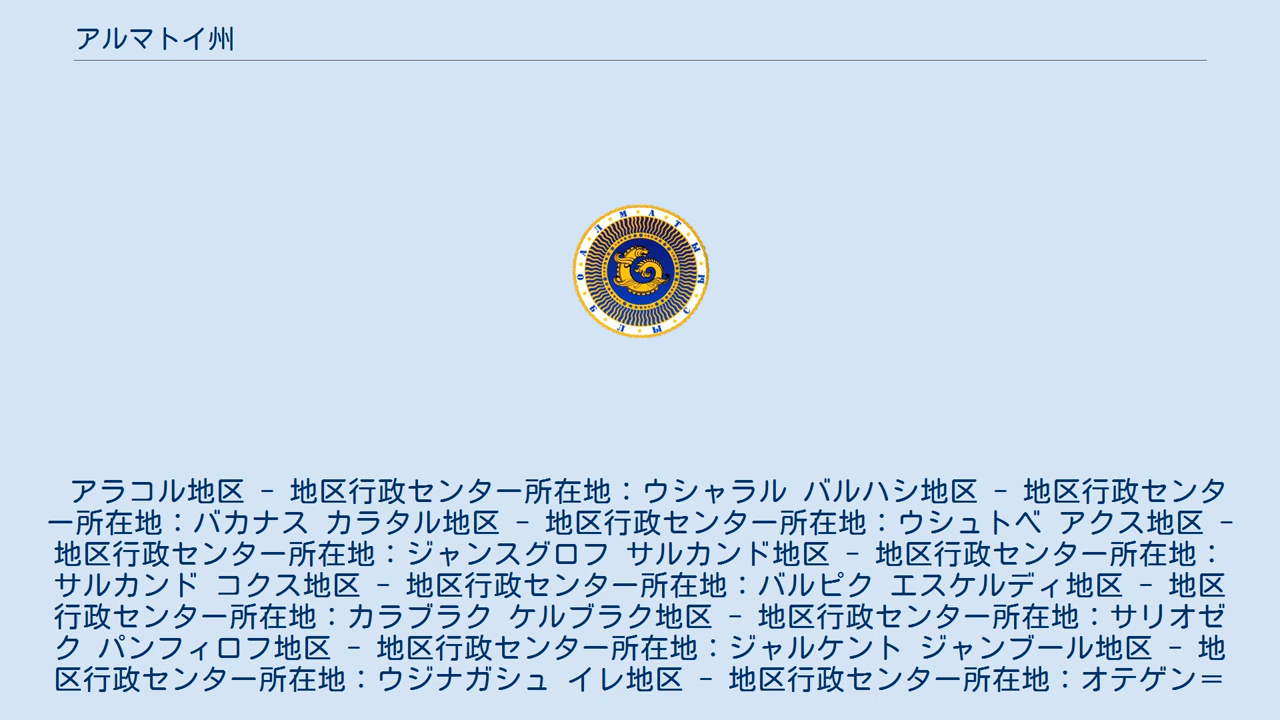 アルマトイ州
АЛМАТЫ ОБЛЫСЫ
アラコル地区 − 地区行政センター所在地：ウシャラル バルハシ地区 − 地区行政センタ
ー所在地：バカナス カラタル地区 − 地区行政センター所在地：ウシュトベ アクス地区 −
地区行政センター所在地：ジャンスグロフ サルカンド地区 − 地区行政センター所在地：
サルカンド コクス地区 − 地区行政センター所在地：バルピク エスケルディ地区 − 地区
行政センター所在地：カラブラク ケルブラク地区 − 地区行政センター所在地：サリオゼ
ク パンフィロフ地区 − 地区行政センター所在地：ジャルケント ジャンブール地区 − 地
区行政センター所在地：ウジナガシュ イレ地区 − 地区行政センター所在地：オテゲン＝